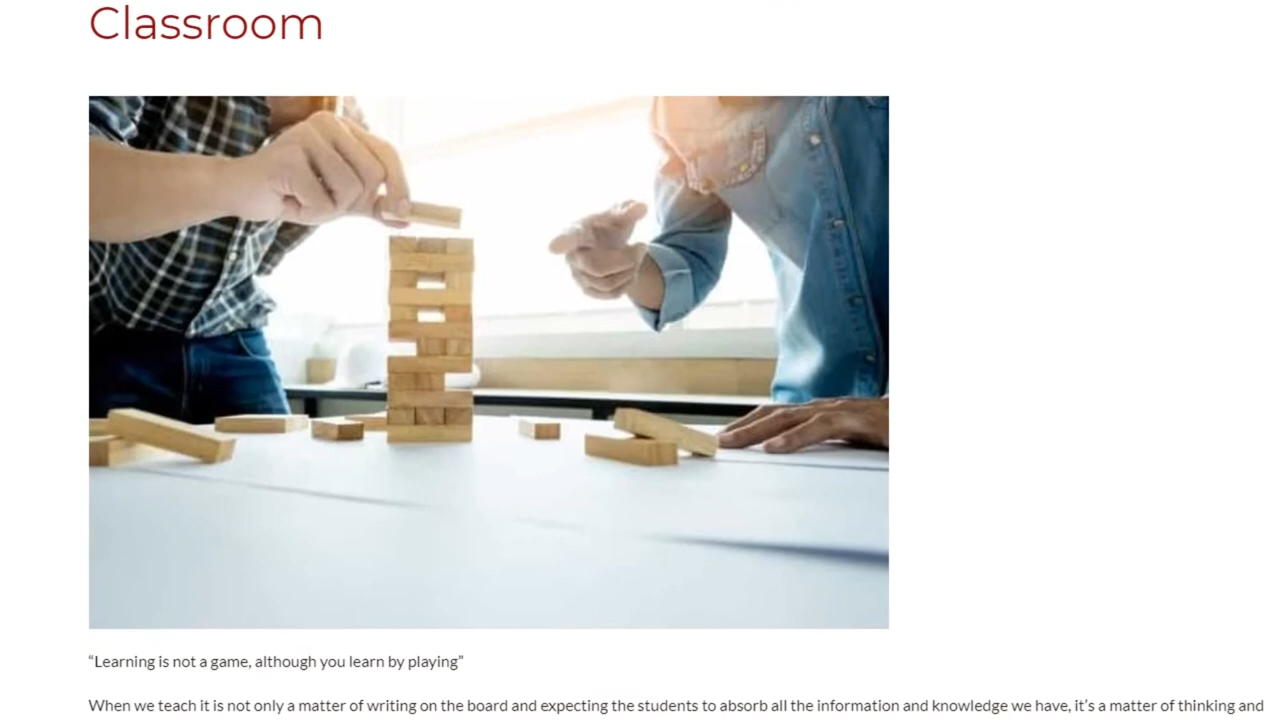 Classroom
“Learning is not a game, although you learn by playing”
When we teach it is not only a matter of writing on the board and expecting the students to absorb all the information and knowledge we have, it’s a matter of thinking and